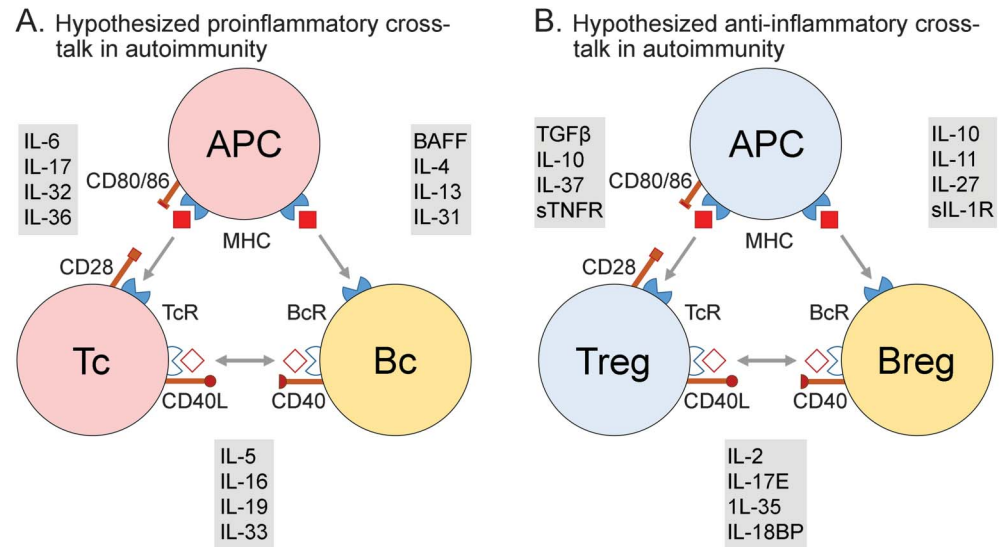 A. Hypothesized proinflammatory cross-
talk in autoimmunity
APC
IL-6
IL-17
IL-32
IL-36
CD80/86
BAFF
IL-4
IL-13
IL-31
MHC
CD28
TcR
BcR
Tc
Bc
CD40L
CD40
IL-5
IL-16
IL-19
IL-33
B. Hypothesized anti-inflammatory cross-
talk in autoimmunity
APC
TGFβ
IL-10
IL-37
sTNFR
CD80/86
IL-10
IL-11
IL-27
sIL-1R
MHC
CD28
TcR
BcR
Treg
Breg
CD40L
CD40
IL-2
IL-17E
1L-35
IL-18BP